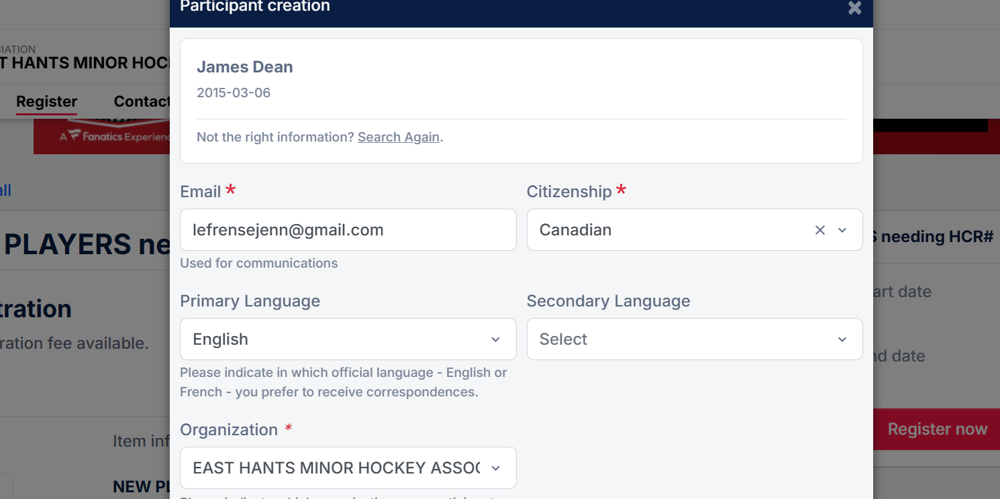 Participant creation
CIATION
T HANTS MINOR HOC
Register
Contact
A Fanatics Experienc
James Dean
2015-03-06
Not the right information? Search Again.
all
PLAYERS ne
S needing HCR#
Email *
Citizenship *
lefrensejenn@gmail.com
Canadian
Used for communications
art date
Primary Language
Secondary Language
tration
English
Select
ration fee available.
nd date
Please indicate in which official language - English or
French - you prefer to receive correspondences.
Organization *
Register now
Item inf
EAST HANTS MINOR HOCKEY ASSOC
NEW PL